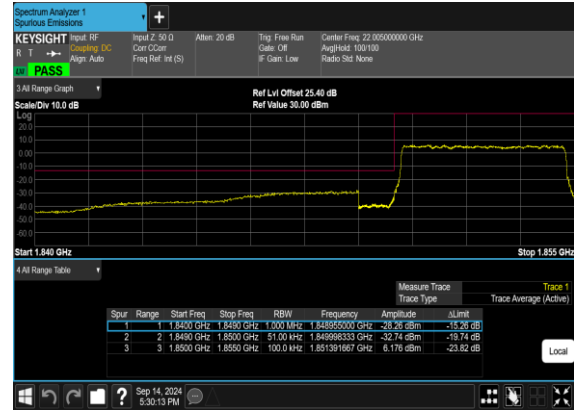 Spectrum Analyzer 1
Spurious Emissions
+
KEYSIGHT Input: RF Input Z: 50 Ω Atten: 20 dB Trig: Free Run Center Freq: 22.005000000 GHz
R T Coupling: DC Corr CCorr Gate: Off Avg|Hold: 100/100
Align: Auto Freq Ref: Int (S) IF Gain: Low Radio Std: None
PASS
3 All Range Graph
Ref Lvl Offset 25.40 dB
Scale/Div 10.0 dB Ref Value 30.00 dBm
Log
20.0
10.0
0.00
-10.0
-20.0
-30.0
-40.0
-50.0
-60.0
Start 1.840 GHz Stop 1.855 GHz
4 All Range Table
Measure Trace Trace 1
Trace Type Trace Average (Active)
Spur Range Start Freq Stop Freq RBW Frequency Amplitude ΔLimit
1 1 1.8400 GHz 1.8490 GHz 1.000 MHz 1.848955000 GHz -28.26 dBm -15.26 dB
2 2 1.8490 GHz 1.8500 GHz 51.00 kHz 1.849998333 GHz -32.74 dBm -19.74 dB
3 3 1.8500 GHz 1.8550 GHz 100.0 kHz 1.851391667 GHz 6.176 dBm -23.82 dB
Local
? Sep 14, 2024
5:30:13 PM